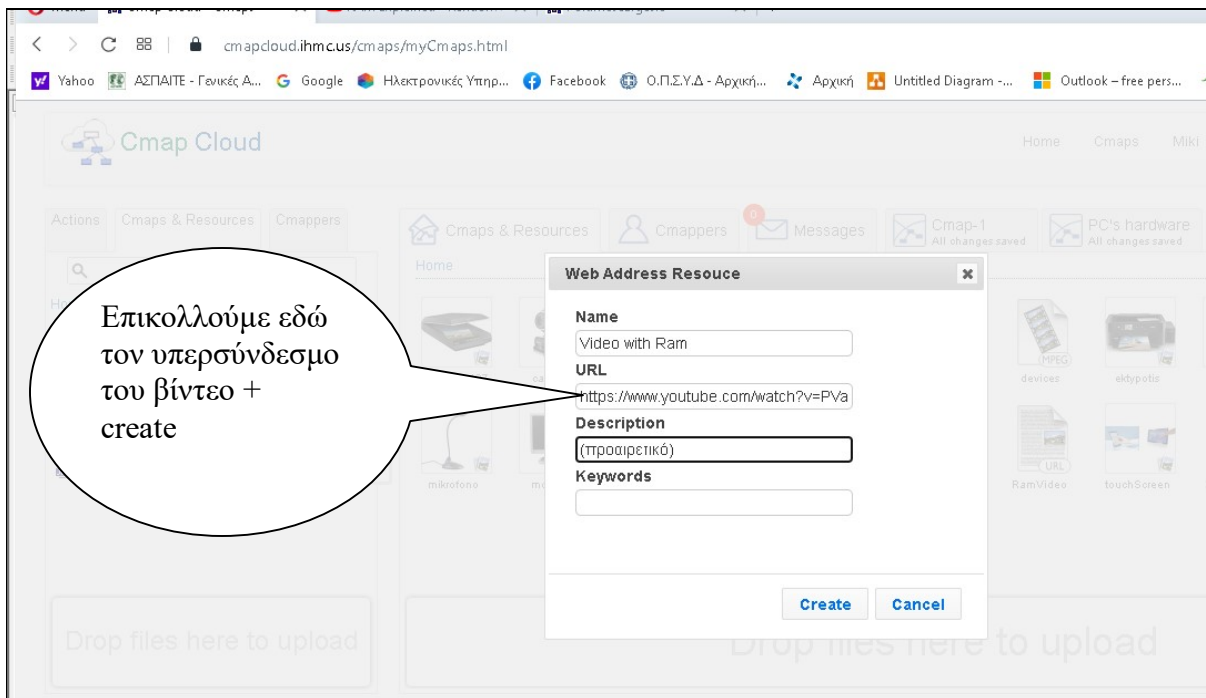 cmapcloud.ihmc.us/cmaps/myCmaps.html
Yahoo ΑΣΠΑΙΤΕ - Γενικές Α... Google Ηλεκτρονικές Υπηρ... Facebook Ο.Π.ΣΥ.Δ - Αρχική... Αρχική Untitled Diagram -... Outlook – free pers...
Cmap Cloud
Home Cmaps Miki
Actions Cmaps & Resources Cmappers
Cmaps & Resources Cmappers 0 Messages Cmap-1 PC's hardware
All changes saved All changes saved
Home
Web Address Resouce
Name
Video with Ram
URL
https://www.youtube.com/watch?v=PVa
Description
(προαιρετικό)
Keywords
Create Cancel
Επικολλούμε εδώ
τον υπερσύνδεσμο
του βίντεο +
create
(MPEG)
devices ektypotis
(URL)
mikrofono RamVideo touchScreen
Drop files here to upload
Drop files here to upload